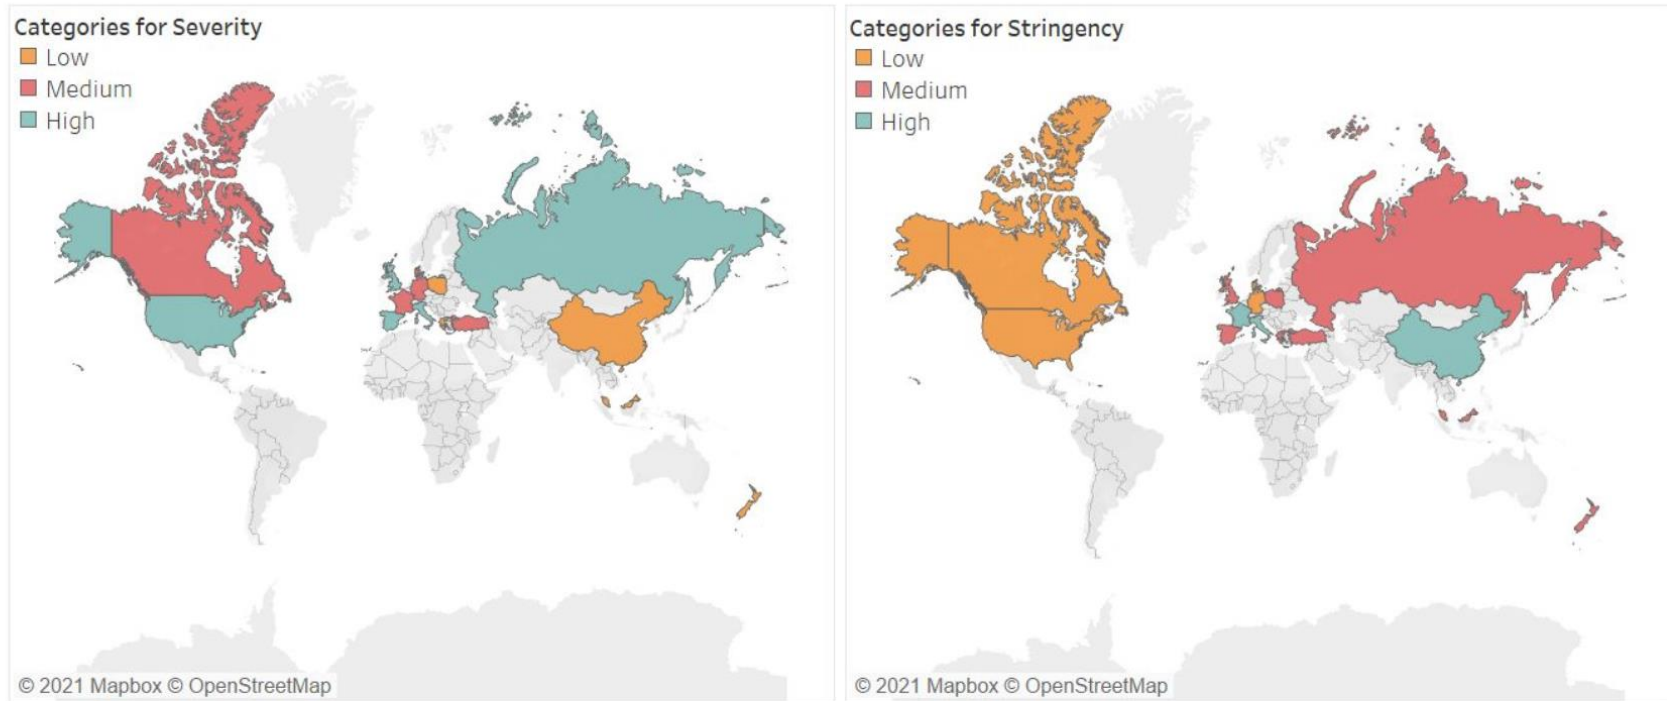 Categories for Severity
Low
Medium
High
© 2021 Mapbox © OpenStreetMap
Categories for Stringency
Low
Medium
High
© 2021 Mapbox © OpenStreetMap